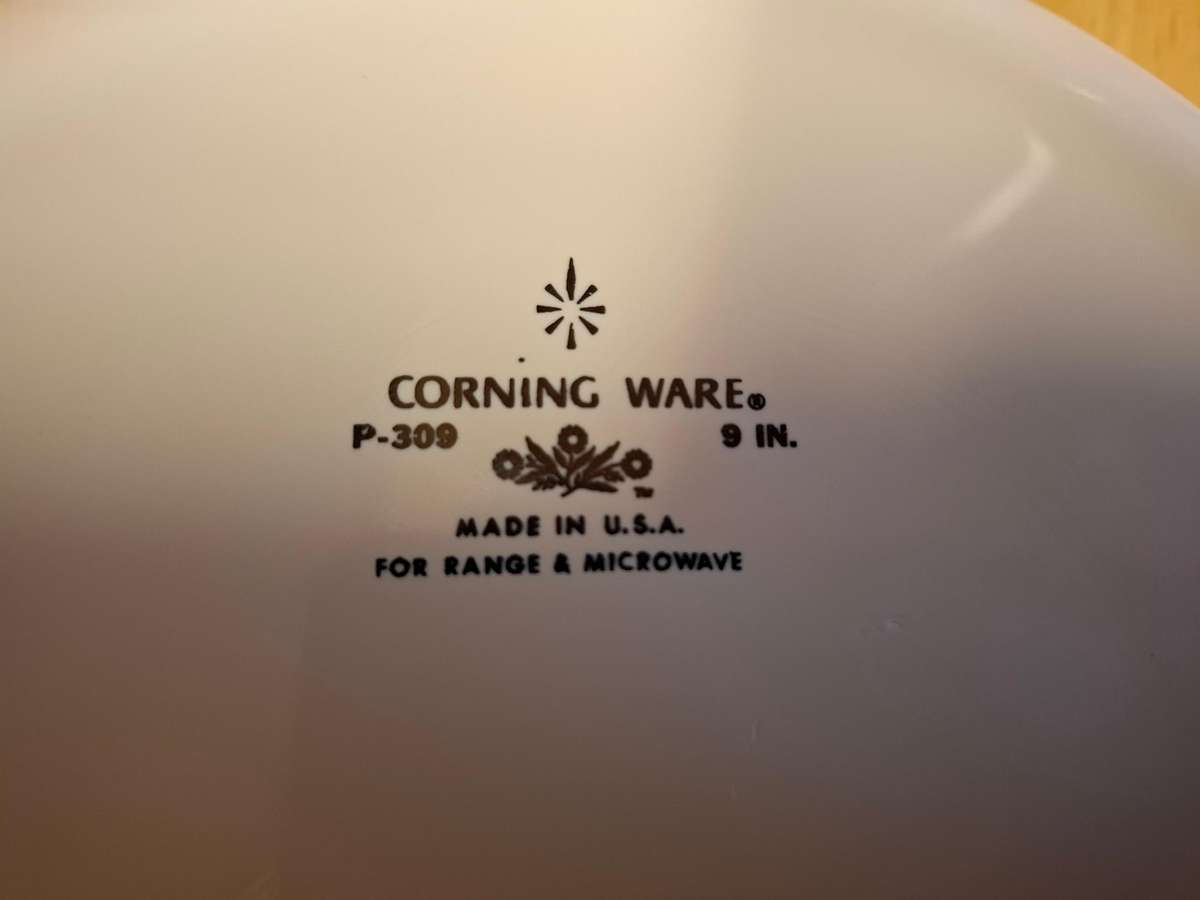 CORNING WARE®
P-309 9 IN.
TM
MADE IN U.S.A.
FOR RANGE & MICROWAVE